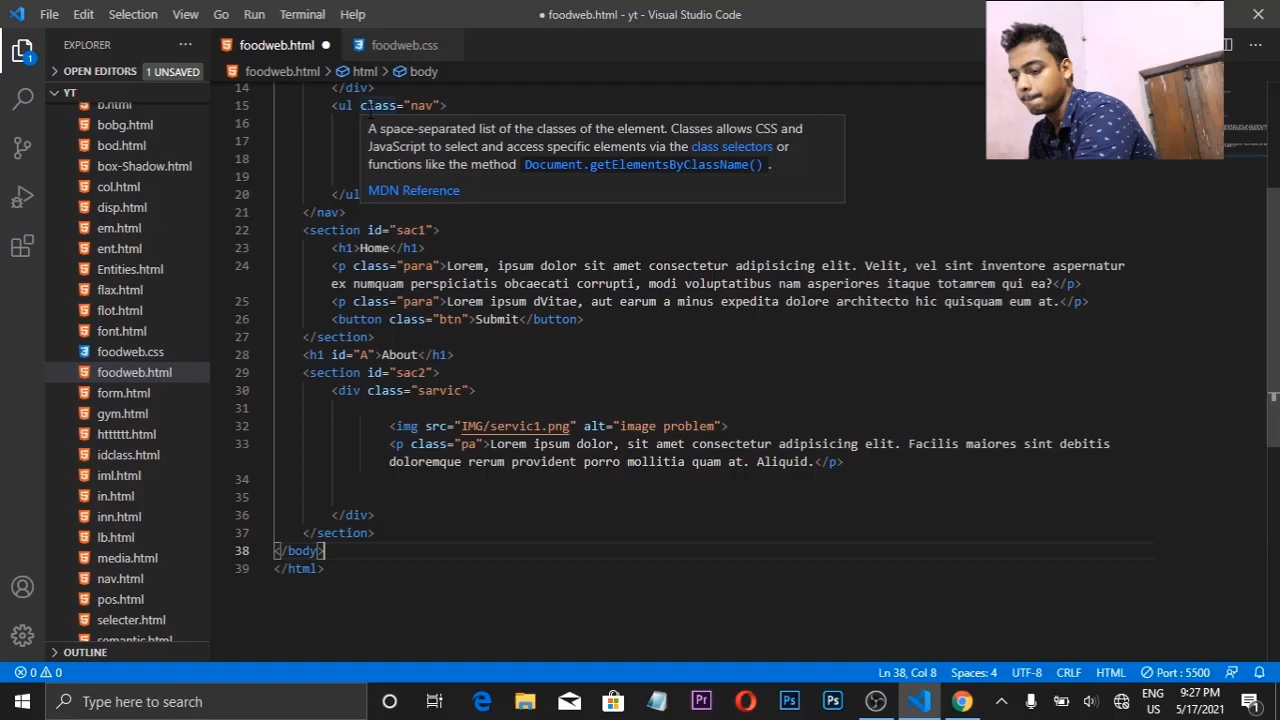 File Edit Selection View Go Run Terminal Help
● foodweb.html - yt - Visual Studio Code
EXPLORER
OPEN EDITORS 1 UNSAVED
YT
b.html
bobg.html
bod.html
box-Shadow.html
col.html
disp.html
em.html
ent.html
Entities.html
flax.html
flot.html
font.html
foodweb.css
foodweb.html
form.html
gym.html
htttttt.html
idclass.html
iml.html
in.html
inn.html
lb.html
media.html
nav.html
pos.html
selecter.html
semantic.html
OUTLINE
foodweb.html ●
foodweb.css
foodweb.html > html > body
14 </div>
15 <ul class="nav">
A space-separated list of the classes of the element. Classes allows CSS and
JavaScript to select and access specific elements via the class selectors or
functions like the method Document.getElementsByClassName() .
MDN Reference
16
17
18
19
20 </ul
21 </nav>
22 <section id="sac1">
23 <h1>Home</h1>
24 <p class="para">Lorem, ipsum dolor sit amet consectetur adipisicing elit. Velit, vel sint inventore aspernatur
ex numquam perspiciatis obcaecati corrupti, modi voluptatibus nam asperiores itaque totamrem qui ea?</p>
25 <p class="para">Lorem ipsum dVitae, aut earum a minus expedita dolore architecto hic quisquam eum at.</p>
26 <button class="btn">Submit</button>
27 </section>
28 <h1 id="A">About</h1>
29 <section id="sac2">
30 <div class="sarvic">
31
32 <img src="IMG/servic1.png" alt="image problem">
33 <p class="pa">Lorem ipsum dolor, sit amet consectetur adipisicing elit. Facilis maiores sint debitis
doloremque rerum provident porro mollitia quam at. Aliquid.</p>
34
35
36 </div>
37 </section>
38 </body>
39 </html>
0 0 Ln 38, Col 8 Spaces: 4 UTF-8 CRLF HTML Port : 5500
Type here to search
ENG
US
9:27 PM
5/17/2021